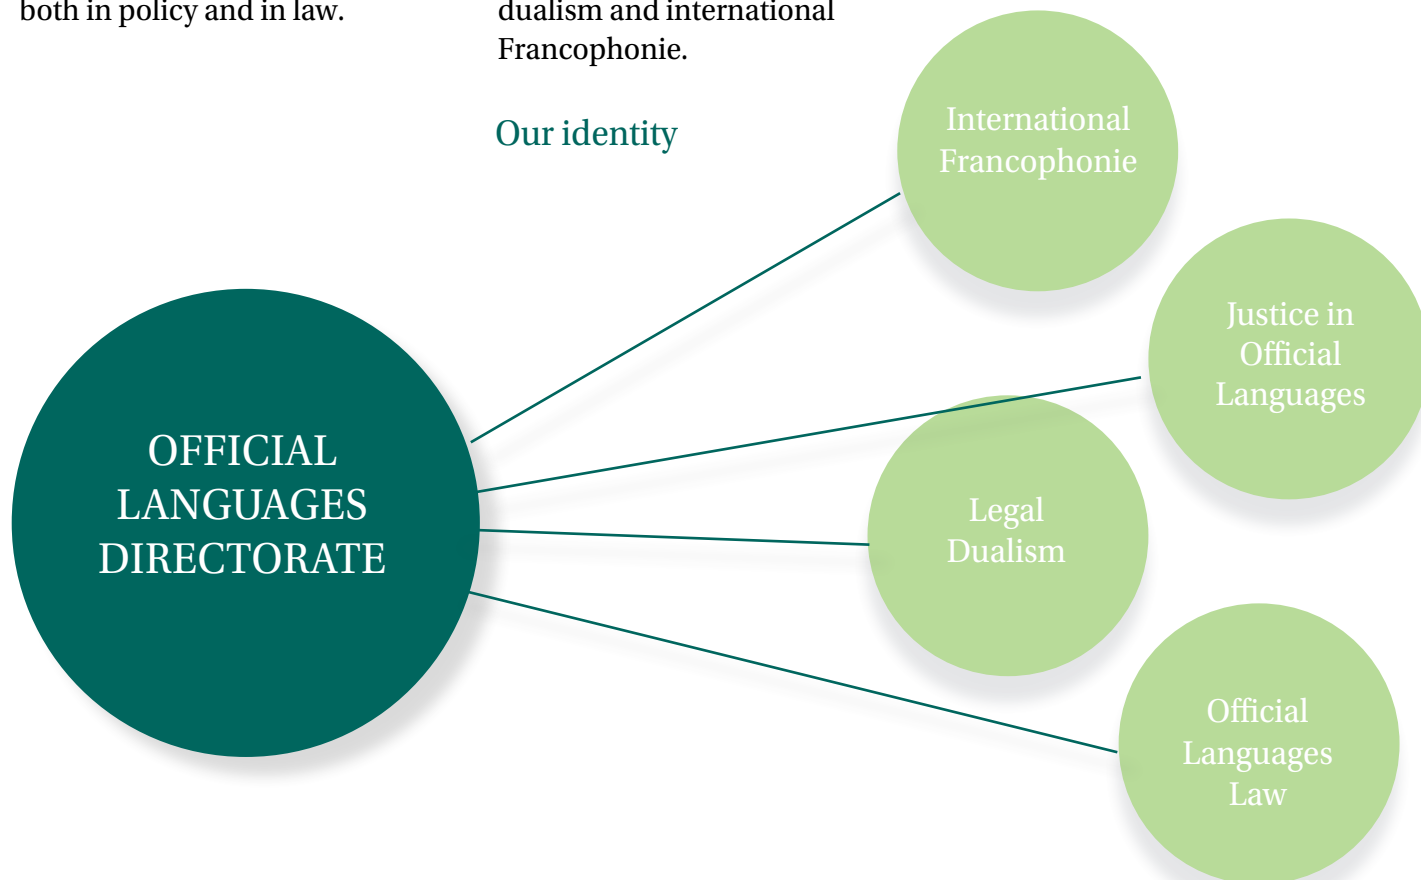 both in policy and in law.
dualism and international
Francophonie.
Our identity
International
Francophonie
Justice in
Official
Languages
OFFICIAL
LANGUAGES
DIRECTORATE
Legal
Dualism
Official
Languages
Law